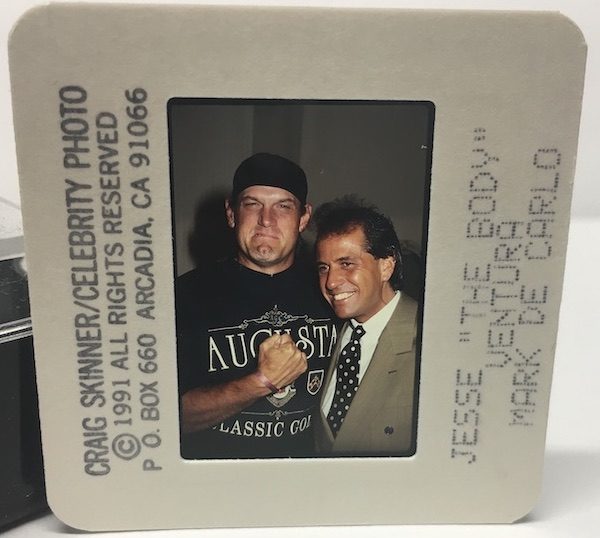 CRAIG SKINNER/CELEBRITY PHOTO
© 1991 ALL RIGHTS RESERVED
P O. BOX 660 ARCADIA, CA 91066
AUGUSTA
CLASSIC
JESSE "THE BODY"
VENTURA
MARK DE CARLO